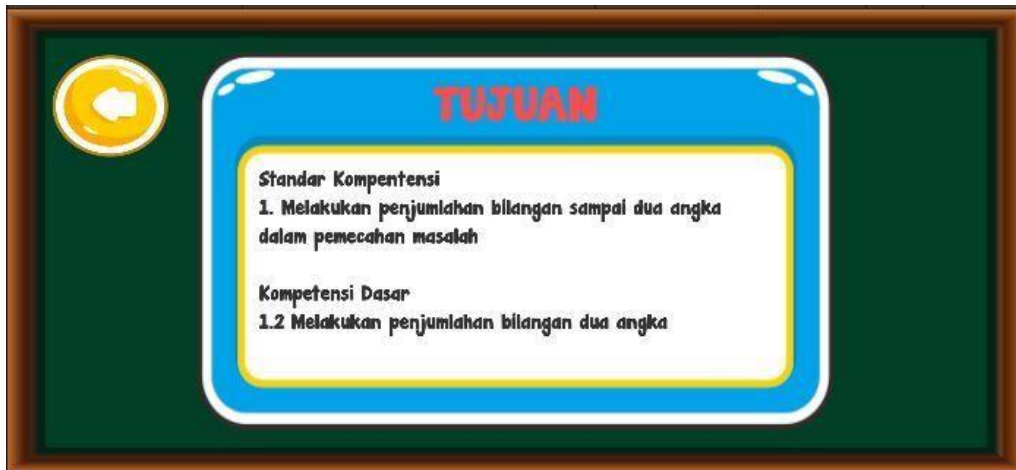 TUJUAN
Standar Kompentensi
1. Melakukan penjumlahan bilangan sampai dua angka
dalam pemecahan masalah
Kompetensi Dasar
1.2 Melakukan penjumlahan bilangan dua angka